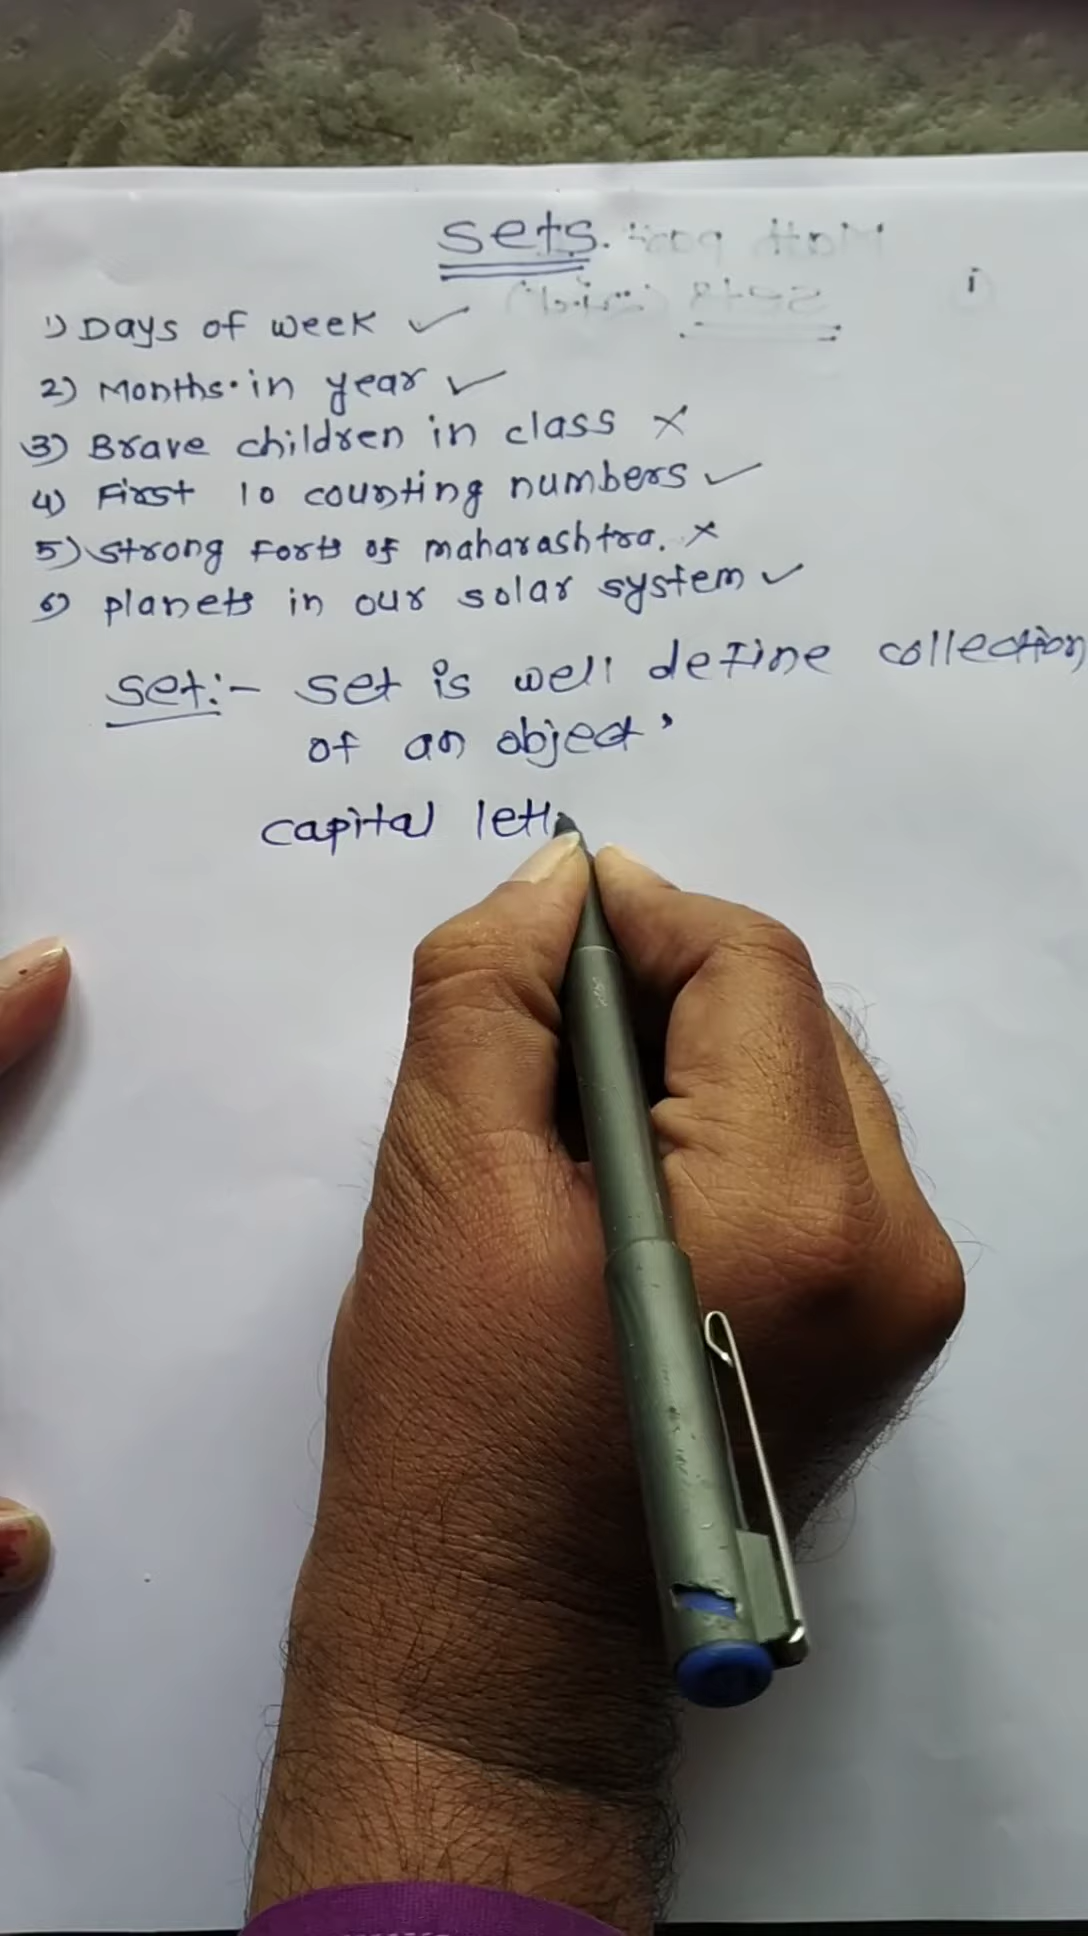 sets.
1) Days of week ✓
2) Months in year ✓
3) Brave children in class ×
4) First 10 counting numbers ✓
5) strong Forts of maharashtra. ×
6) planets in our solar system ✓
set:- set is well define collection
of an object,
capital lett